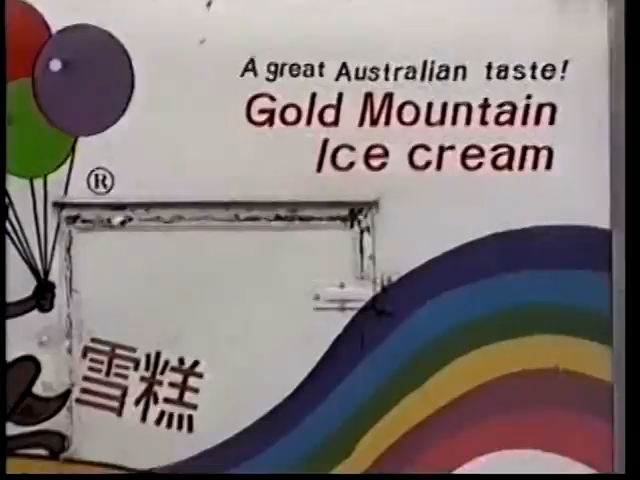 A great Australian taste!
Gold Mountain
Ice cream
®
雪糕